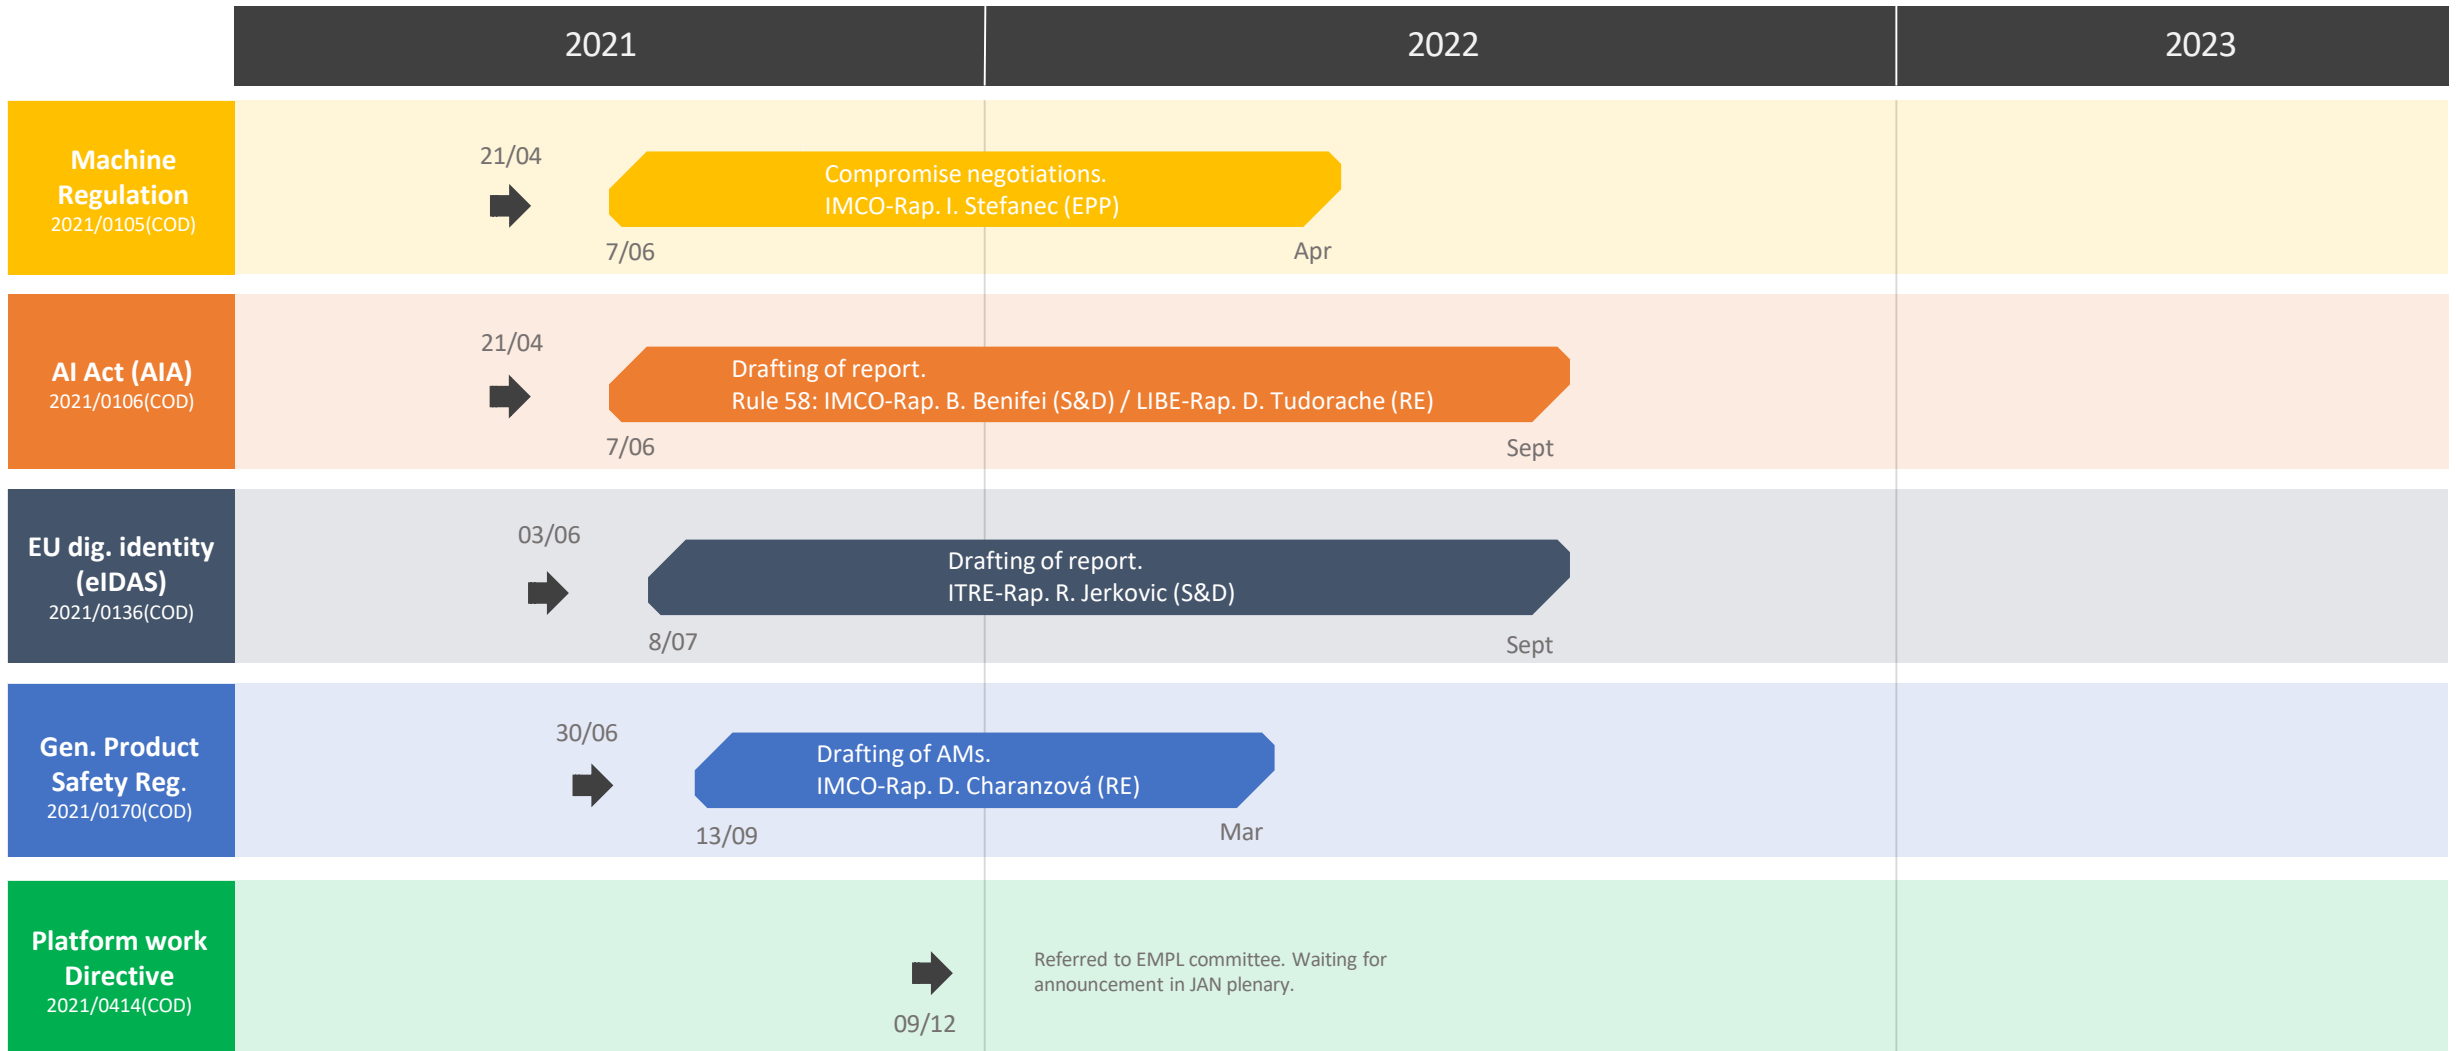 2021
2022
2023
Machine
Regulation
2021/0105(COD)
21/04
Compromise negotiations.
IMCO-Rap. I. Stefanec (EPP)
7/06
Apr
AI Act (AIA)
2021/0106(COD)
21/04
Drafting of report.
Rule 58: IMCO-Rap. B. Benifei (S&D) / LIBE-Rap. D. Tudorache (RE)
7/06
Sept
EU dig. identity
(eIDAS)
2021/0136(COD)
03/06
Drafting of report.
ITRE-Rap. R. Jerkovic (S&D)
8/07
Sept
Gen. Product
Safety Reg.
2021/0170(COD)
30/06
Drafting of AMs.
IMCO-Rap. D. Charanzová (RE)
13/09
Mar
Platform work
Directive
2021/0414(COD)
09/12
Referred to EMPL committee. Waiting for
announcement in JAN plenary.